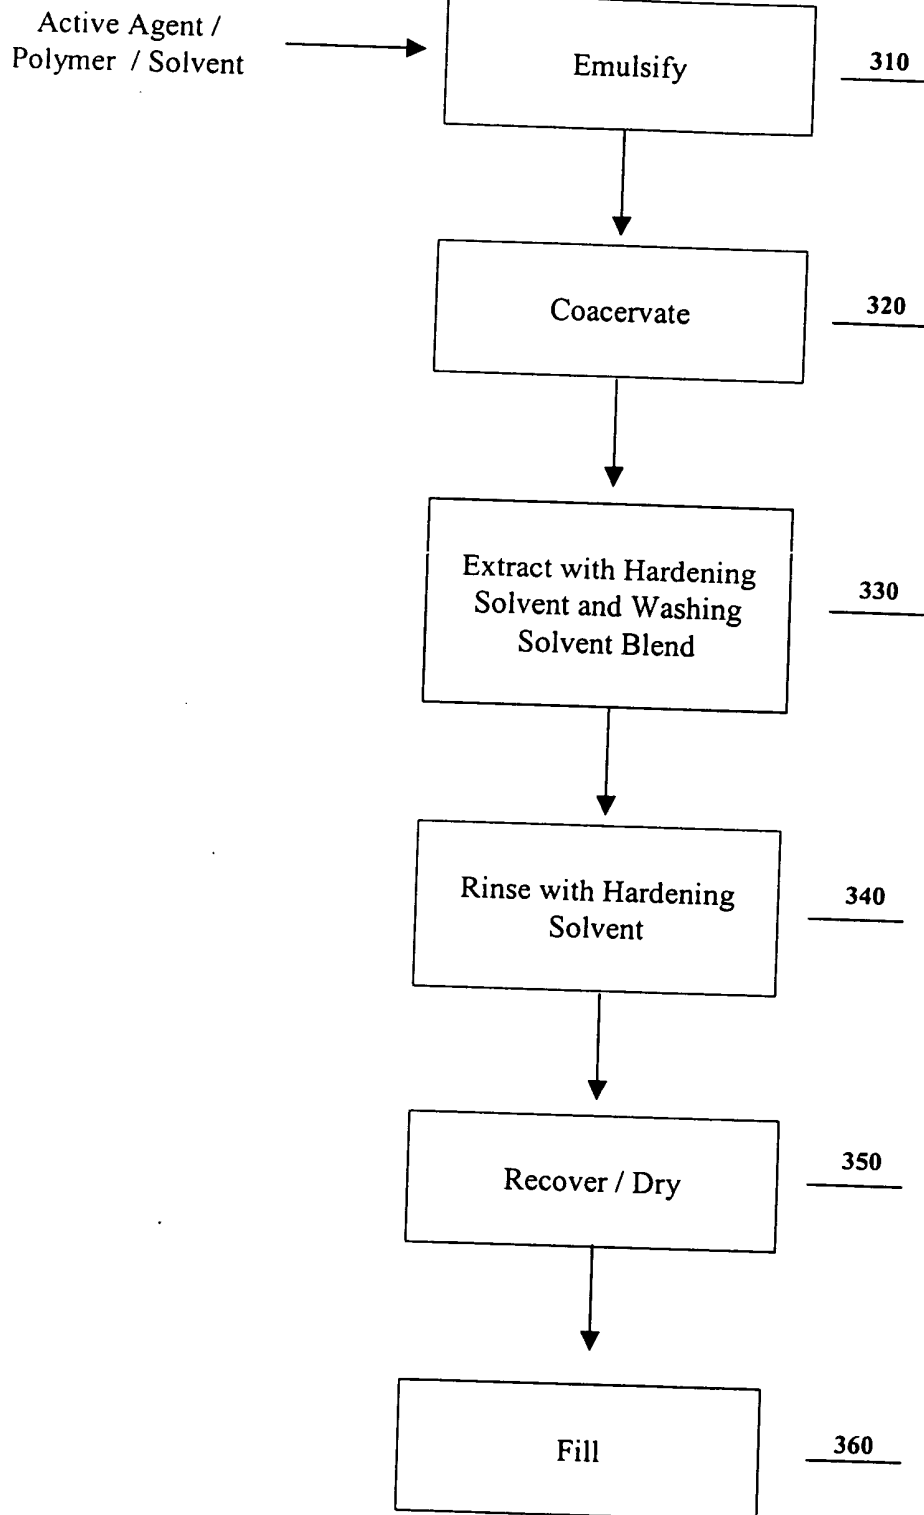 Active Agent /
Polymer / Solvent
Emulsify
310
Coacervate
320
Extract with Hardening
Solvent and Washing
Solvent Blend
330
Rinse with Hardening
Solvent
340
Recover / Dry
350
Fill
360